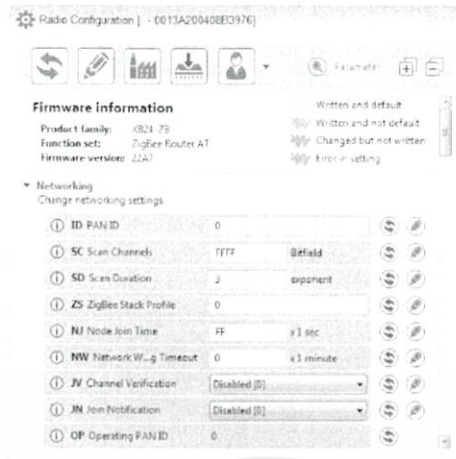 Radio Configuration [ - 0013A200408B3976]
Parameter
Firmware information
Product family: XB24-ZB
Function set: ZigBee Router AT
Firmware version: 22A7
Written and default
Written and not default
Changed but not written
Error in setting
Networking
Change networking settings
ID PAN ID 0
SC Scan Channels FFFF Bitfield
SD Scan Duration 3 exponent
ZS ZigBee Stack Profile 0
NJ Node Join Time FF x 1 sec
NW Network W...g Timeout 0 x 1 minute
JV Channel Verification Disabled [0]
JN Join Notification Disabled [0]
OP Operating PAN ID 0